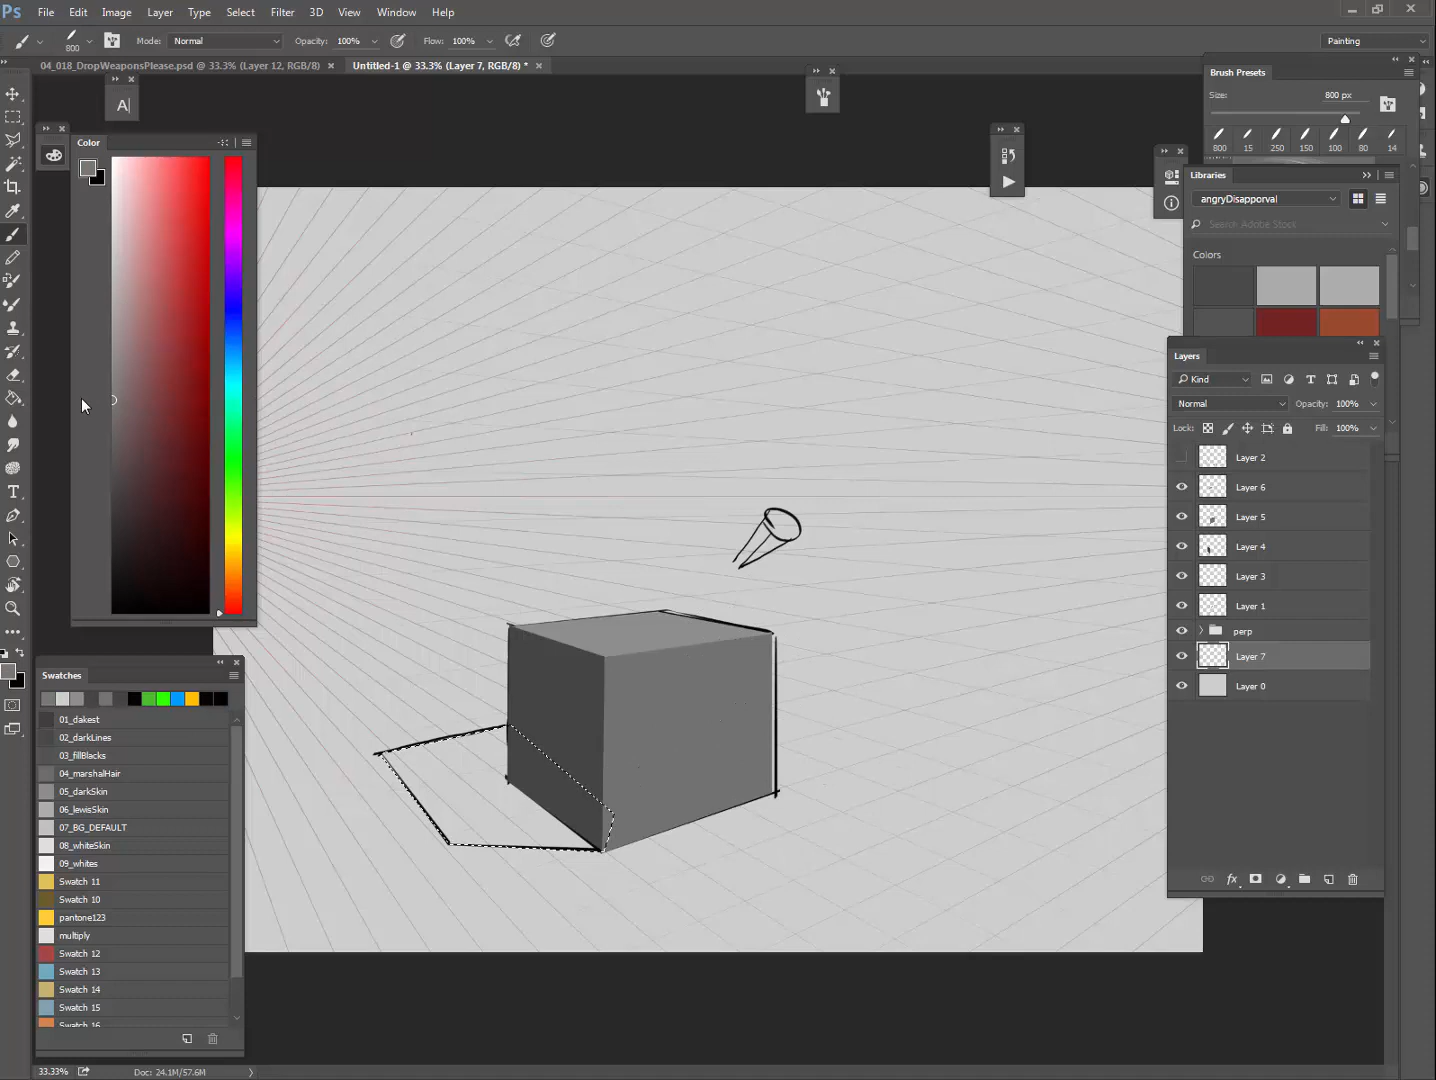 Ps File Edit Image Layer Type Select Filter 3D View Window Help
800 Mode: Normal Opacity: 100% Flow: 100% Painting
04_018_DropWeaponsPlease.psd @ 33.3% (Layer 12, RGB/8) × Untitled-1 @ 33.3% (Layer 7, RGB/8) * ×
A
Color
Brush Presets
Size: 800 px
800 15 250 150 100 80 14
Libraries
angryDisapporval
Search Adobe Stock
Colors
Layers
Kind
Normal Opacity: 100%
Lock: Fill: 100%
Layer 2
Layer 6
Layer 5
Layer 4
Layer 3
Layer 1
perp
Layer 7
Layer 0
Swatches
01_dakest
02_darkLines
03_fillBlacks
04_marshalHair
05_darkSkin
06_lewisSkin
07_BG_DEFAULT
08_whiteSkin
09_whites
Swatch 11
Swatch 10
pantone123
multiply
Swatch 12
Swatch 13
Swatch 14
Swatch 15
Swatch 16
33.33% Doc: 24.1M/57.6M